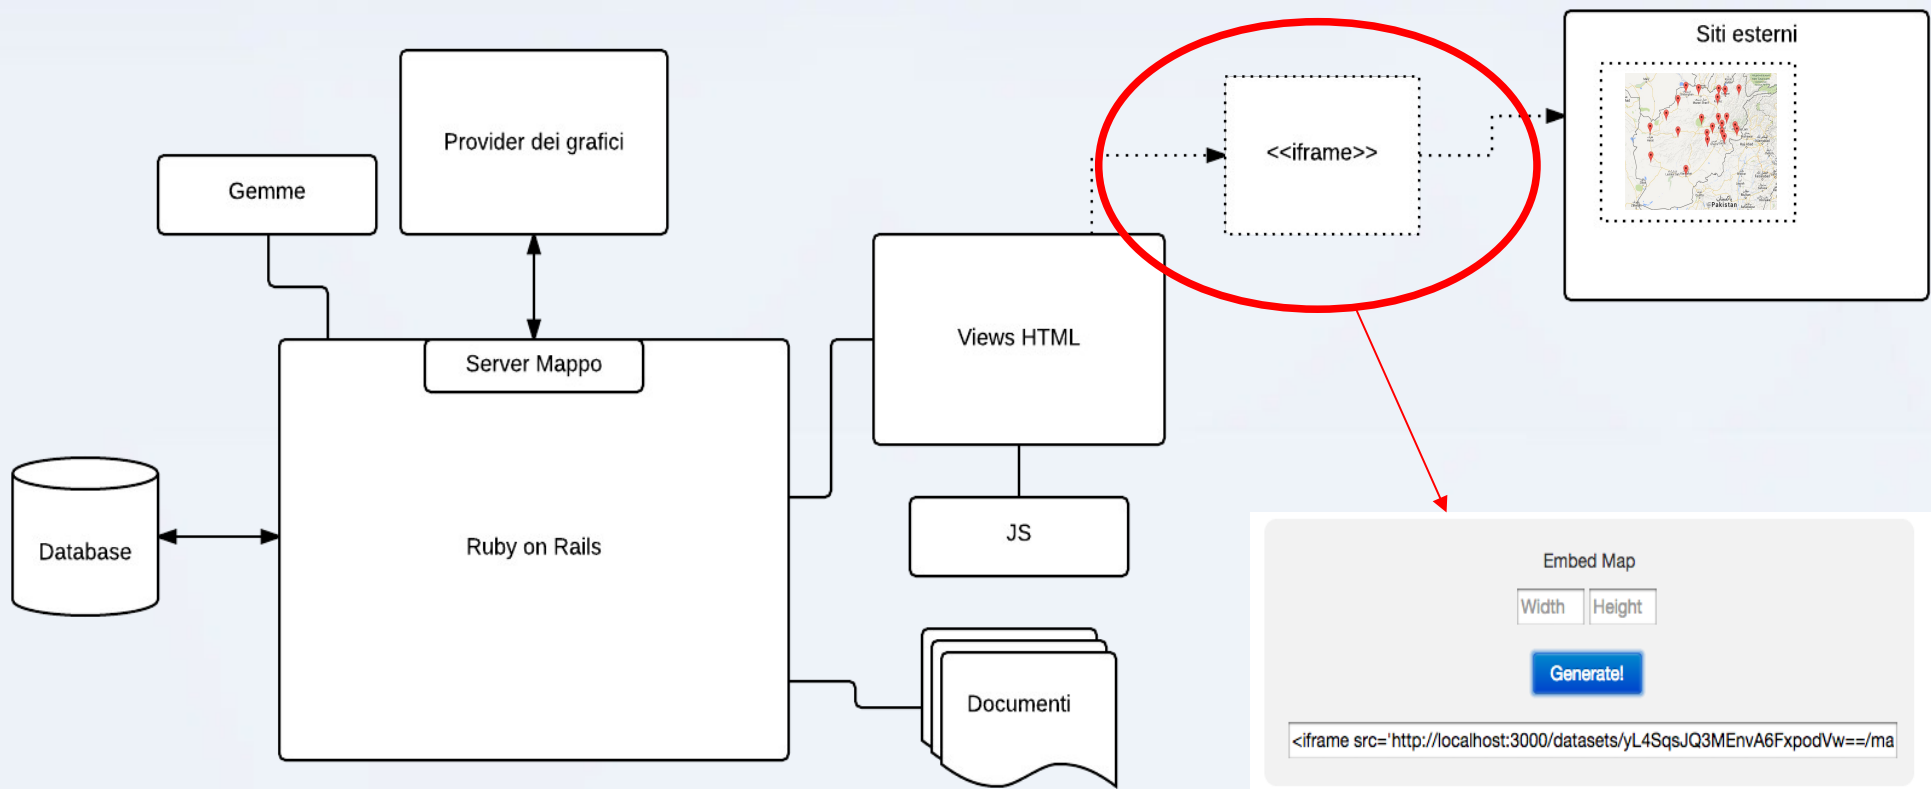 Siti esterni
Pakistan
Provider dei grafici
<<iframe>>
Gemme
Views HTML
Server Mappo
JS
Database
Ruby on Rails
Documenti
Embed Map
Width Height
Generate!
<iframe src='http://localhost:3000/datasets/yL4SqsJQ3MEnvA6FxpodVw==/ma